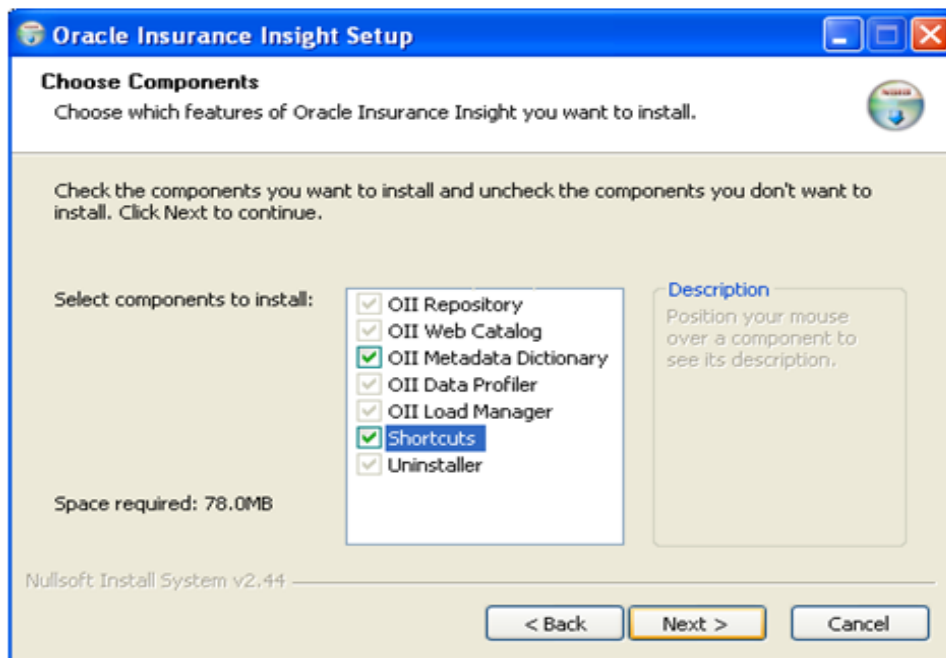 Oracle Insurance Insight Setup
Choose Components
Choose which features of Oracle Insurance Insight you want to install.
Check the components you want to install and uncheck the components you don't want to
install. Click Next to continue.
Select components to install:
OII Repository
OII Web Catalog
OII Metadata Dictionary
OII Data Profiler
OII Load Manager
Shortcuts
Uninstaller
Description
Position your mouse
over a component to
see its description.
Space required: 78.0MB
Nullsoft Install System v2.44
< Back
Next >
Cancel